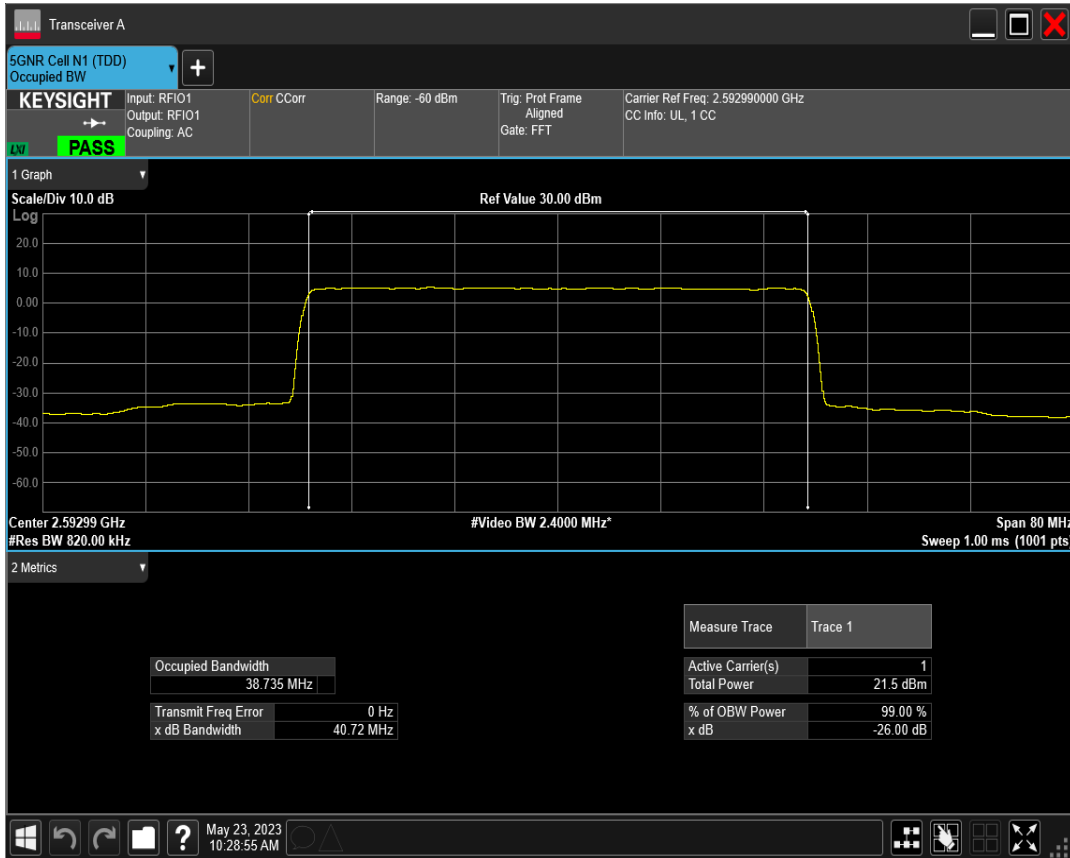 Transceiver A
5GNR Cell N1 (TDD)
Occupied BW
KEYSIGHT
LXI
PASS
Input: RFIO1
Output: RFIO1
Coupling: AC
Corr CCorr
Range: -60 dBm
Trig: Prot Frame
Aligned
Gate: FFT
Carrier Ref Freq: 2.592990000 GHz
CC Info: UL, 1 CC
1 Graph
Scale/Div 10.0 dB
Ref Value 30.00 dBm
Log
20.0
10.0
0.00
-10.0
-20.0
-30.0
-40.0
-50.0
-60.0
Center 2.59299 GHz
#Video BW 2.4000 MHz*
Span 80 MHz
#Res BW 820.00 kHz
Sweep 1.00 ms (1001 pts)
2 Metrics
Measure Trace Trace 1
Occupied Bandwidth
38.735 MHz
Active Carrier(s) 1
Total Power 21.5 dBm
Transmit Freq Error 0 Hz
x dB Bandwidth 40.72 MHz
% of OBW Power 99.00 %
x dB -26.00 dB
May 23, 2023
10:28:55 AM